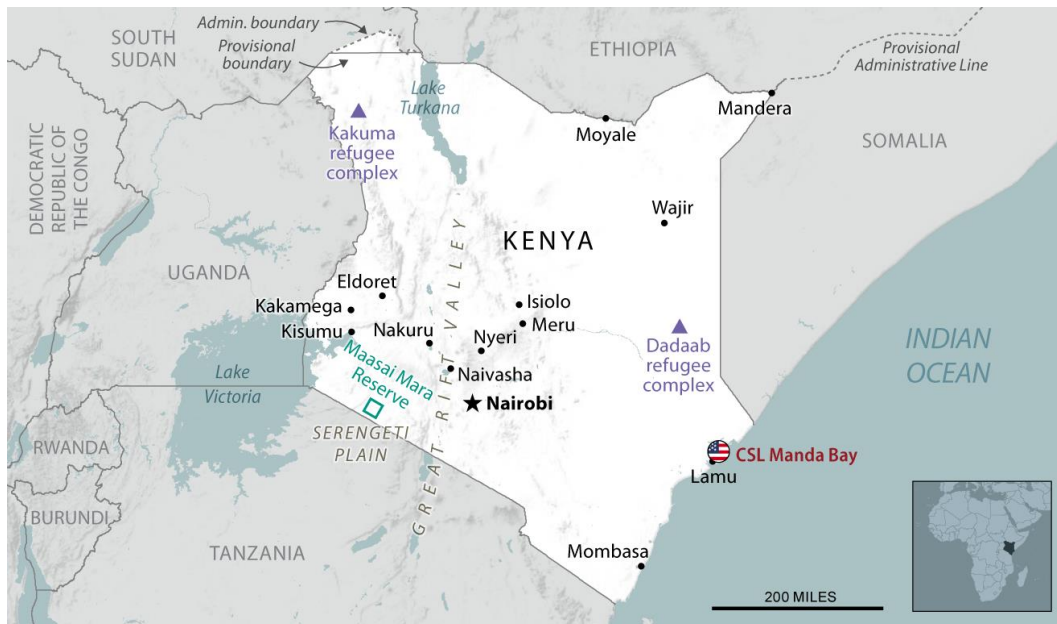 Admin. boundary
Provisional
boundary
SOUTH
SUDAN
ETHIOPIA
Provisional
Administrative Line
Lake
Turkana
Mandera
Moyale
Kakuma
refugee
complex
SOMALIA
DEMOCRATIC
REPUBLIC OF
THE CONGO
Wajir
KENYA
UGANDA
Eldoret
Kakamega
Isiolo
Kisumu
Nakuru
Nyeri
Meru
Dadaab
refugee
complex
INDIAN
OCEAN
Maasai Mara
Reserve
Naivasha
Lake
Victoria
Nairobi
SERENGETI
PLAIN
GREAT RIFT VALLEY
RWANDA
CSL Manda Bay
Lamu
BURUNDI
TANZANIA
Mombasa
200 MILES